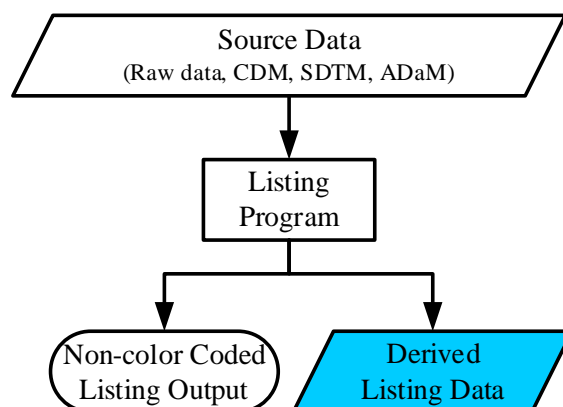 Source Data
(Raw data, CDM, SDTM, ADaM)
Listing
Program
Non-color Coded
Listing Output
Derived
Listing Data